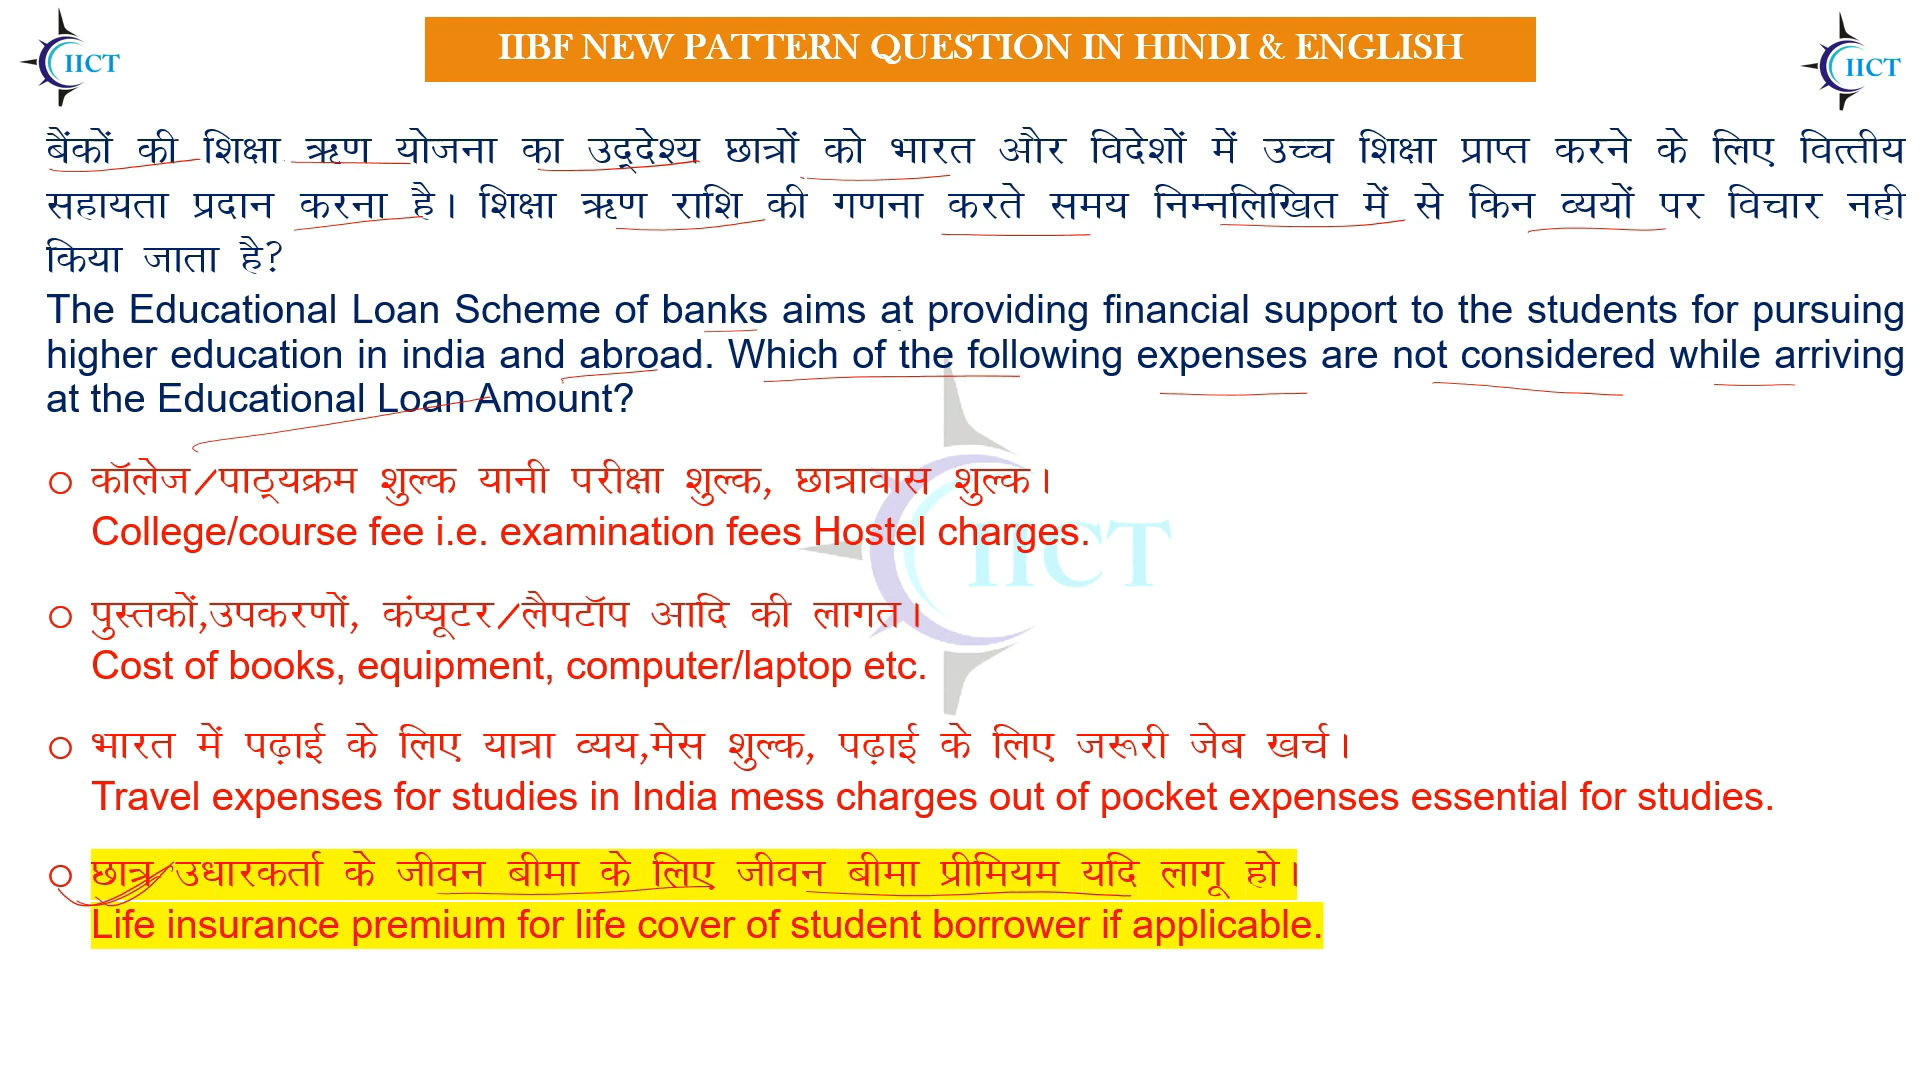 IICT
IIBF NEW PATTERN QUESTION IN HINDI & ENGLISH
IICT
बैंकों की शिक्षा ऋण योजना का उद्देश्य छात्रों को भारत और विदेशों में उच्च शिक्षा प्राप्त करने के लिए वित्तीय
सहायता प्रदान करना है। शिक्षा ऋण राशि की गणना करते समय निम्नलिखित में से किन व्ययों पर विचार नही
किया जाता है?
The Educational Loan Scheme of banks aims at providing financial support to the students for pursuing
higher education in india and abroad. Which of the following expenses are not considered while arriving
at the Educational Loan Amount?
कॉलेज/पाठ्यक्रम शुल्क यानी परीक्षा शुल्क, छात्रावास शुल्क।
College/course fee i.e. examination fees Hostel charges.
IICT
पुस्तकों,उपकरणों, कंप्यूटर/लैपटॉप आदि की लागत।
Cost of books, equipment, computer/laptop etc.
भारत में पढ़ाई के लिए यात्रा व्यय,मेस शुल्क, पढ़ाई के लिए जरूरी जेब खर्च।
Travel expenses for studies in India mess charges out of pocket expenses essential for studies.
छात्र उधारकर्ता के जीवन बीमा के लिए जीवन बीमा प्रीमियम यदि लागू हो।
Life insurance premium for life cover of student borrower if applicable.